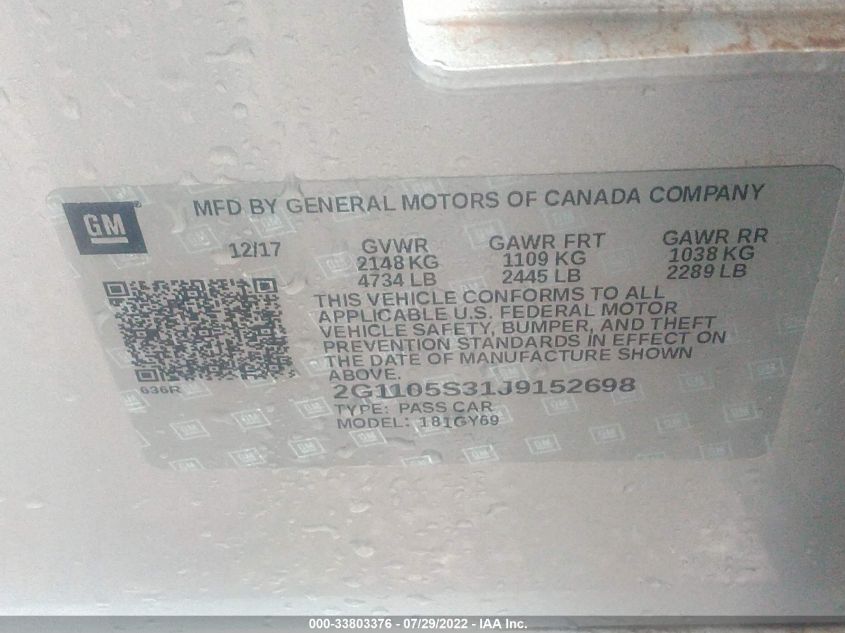 MFD BY GENERAL MOTORS OF CANADA COMPANY
GM
12/17
GVWR
2148 KG
4734 LB
GAWR FRT
1109 KG
2445 LB
GAWR RR
1038 KG
2289 LB
THIS VEHICLE CONFORMS TO ALL
APPLICABLE U.S. FEDERAL MOTOR
VEHICLE SAFETY, BUMPER, AND THEFT
PREVENTION STANDARDS IN EFFECT ON
THE DATE OF MANUFACTURE SHOWN
ABOVE.
636R
2G1105S31J9152698
TYPE: PASS CAR
MODEL: 181GY69
000-33803376 - 07/29/2022 - IAA Inc.